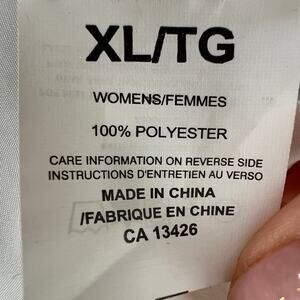 XL/TG
WOMENS/FEMMES
100% POLYESTER
CARE INFORMATION ON REVERSE SIDE
INSTRUCTIONS D'ENTRETIEN AU VERSO
MADE IN CHINA
/FABRIQUE EN CHINE
CA 13426